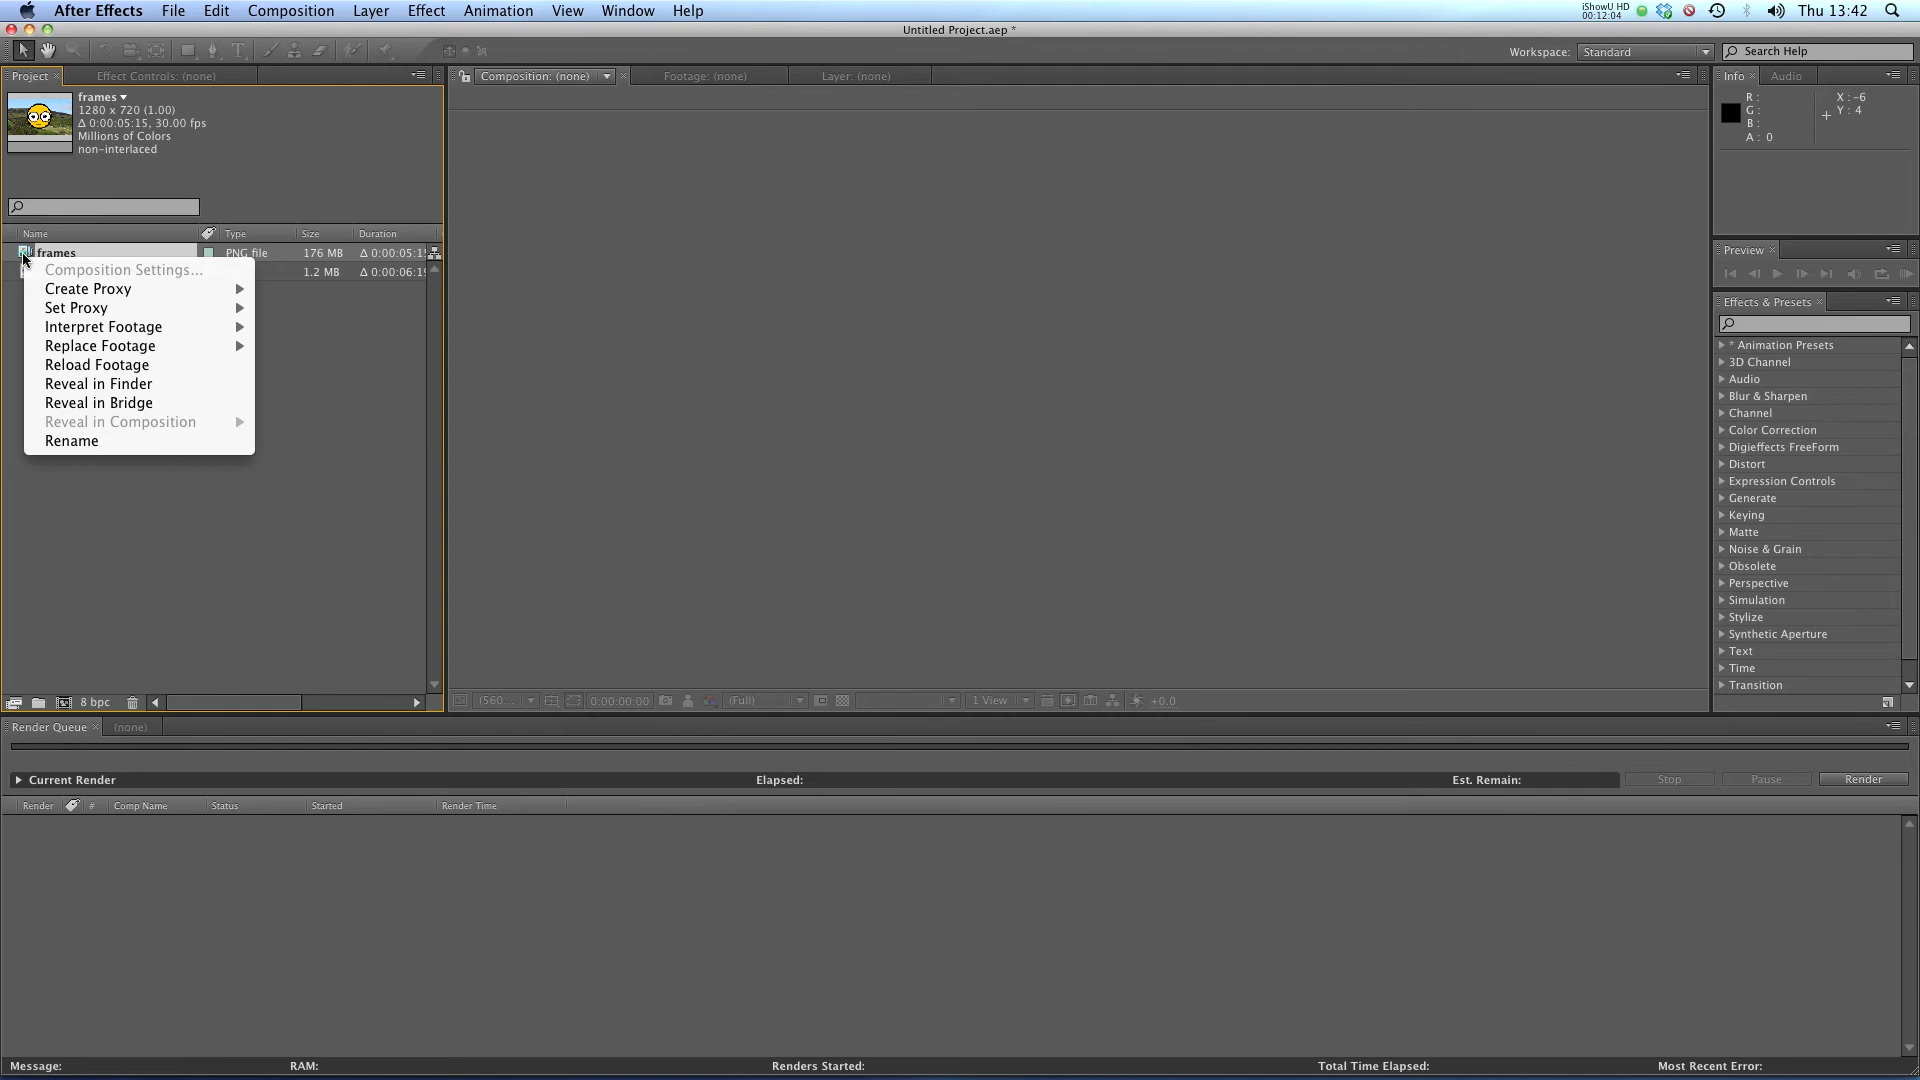 After Effects File Edit Composition Layer Effect Animation View Window Help
iShowU HD
00:12:04
Thu 13:42
Untitled Project.aep *
Workspace: Standard
Search Help
Project
Effect Controls: (none)
Composition: (none)
Footage: (none)
Layer: (none)
Info
Audio
frames
1280 x 720 (1.00)
Δ 0:00:05:15, 30.00 fps
Millions of Colors
non-interlaced
R :
G :
B :
A : 0
X : -6
Y : 4
Name Type Size Duration
frames PNG file 176 MB Δ 0:00:05:1
1.2 MB Δ 0:00:06:1
Composition Settings...
Create Proxy
Set Proxy
Interpret Footage
Replace Footage
Reload Footage
Reveal in Finder
Reveal in Bridge
Reveal in Composition
Rename
Preview
Effects & Presets
* Animation Presets
3D Channel
Audio
Blur & Sharpen
Channel
Color Correction
Digieffects FreeForm
Distort
Expression Controls
Generate
Keying
Matte
Noise & Grain
Obsolete
Perspective
Simulation
Stylize
Synthetic Aperture
Text
Time
Transition
8 bpc
(560...
0:00:00:00
(Full)
1 View
+0.0
Render Queue
(none)
Current Render
Elapsed:
Est. Remain:
Stop
Pause
Render
Render # Comp Name Status Started Render Time
Message:
RAM:
Renders Started:
Total Time Elapsed:
Most Recent Error: